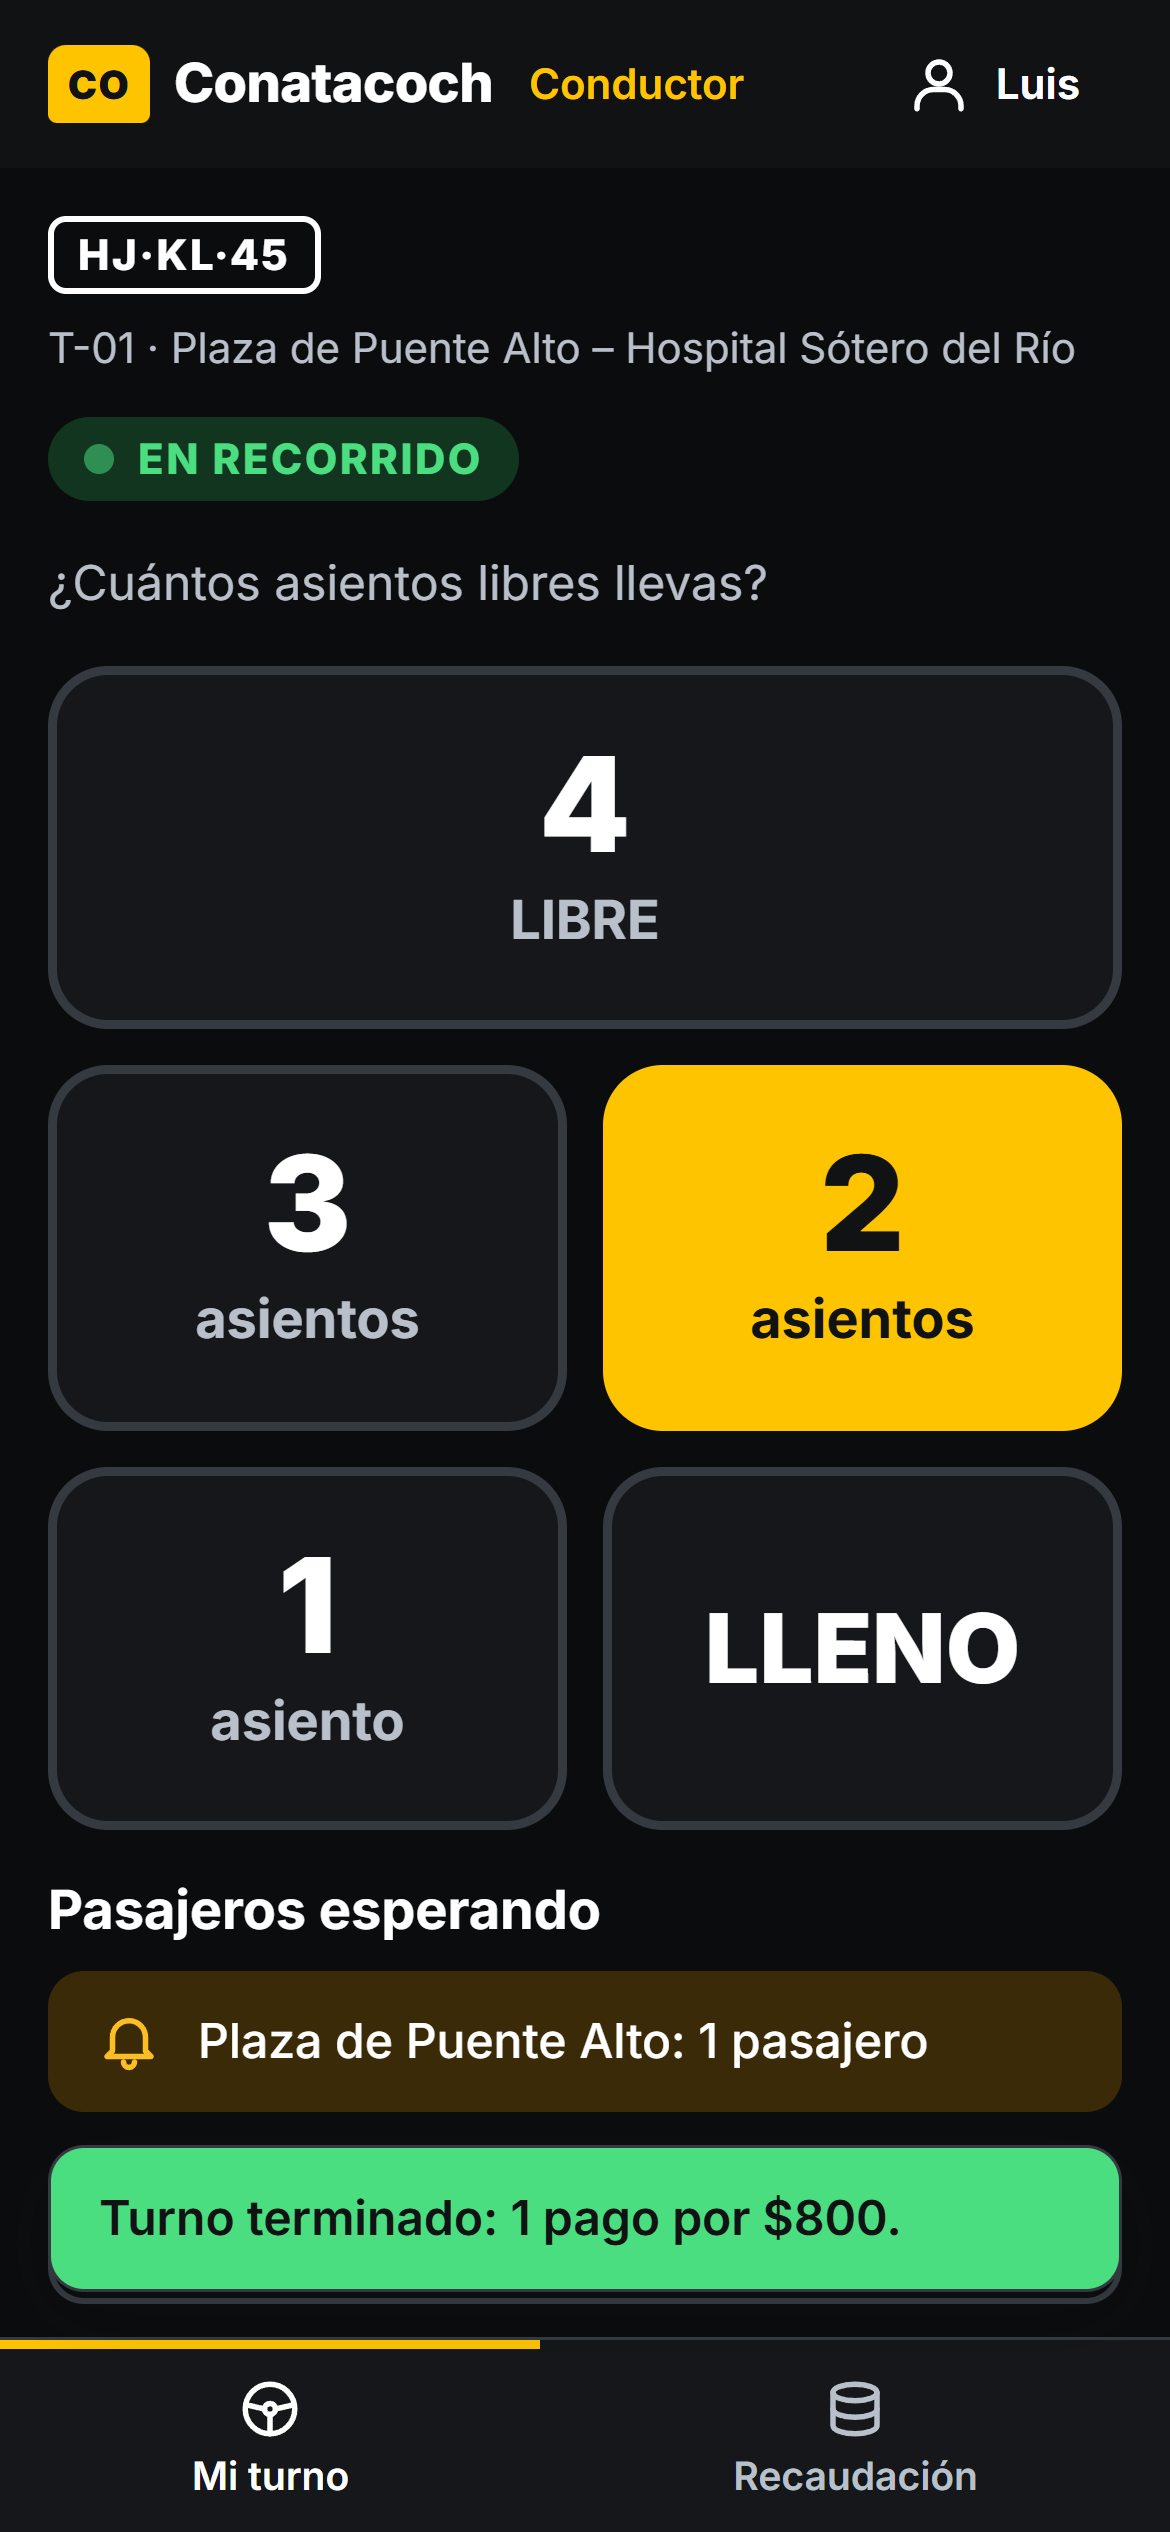 co Conatacoch Conductor Luis
HJ·KL·45
T-01 · Plaza de Puente Alto – Hospital Sótero del Río
EN RECORRIDO
¿Cuántos asientos libres llevas?
4
LIBRE
3
asientos
2
asientos
1
asiento
LLENO
Pasajeros esperando
Plaza de Puente Alto: 1 pasajero
Turno terminado: 1 pago por $800.
Mi turno
Recaudación